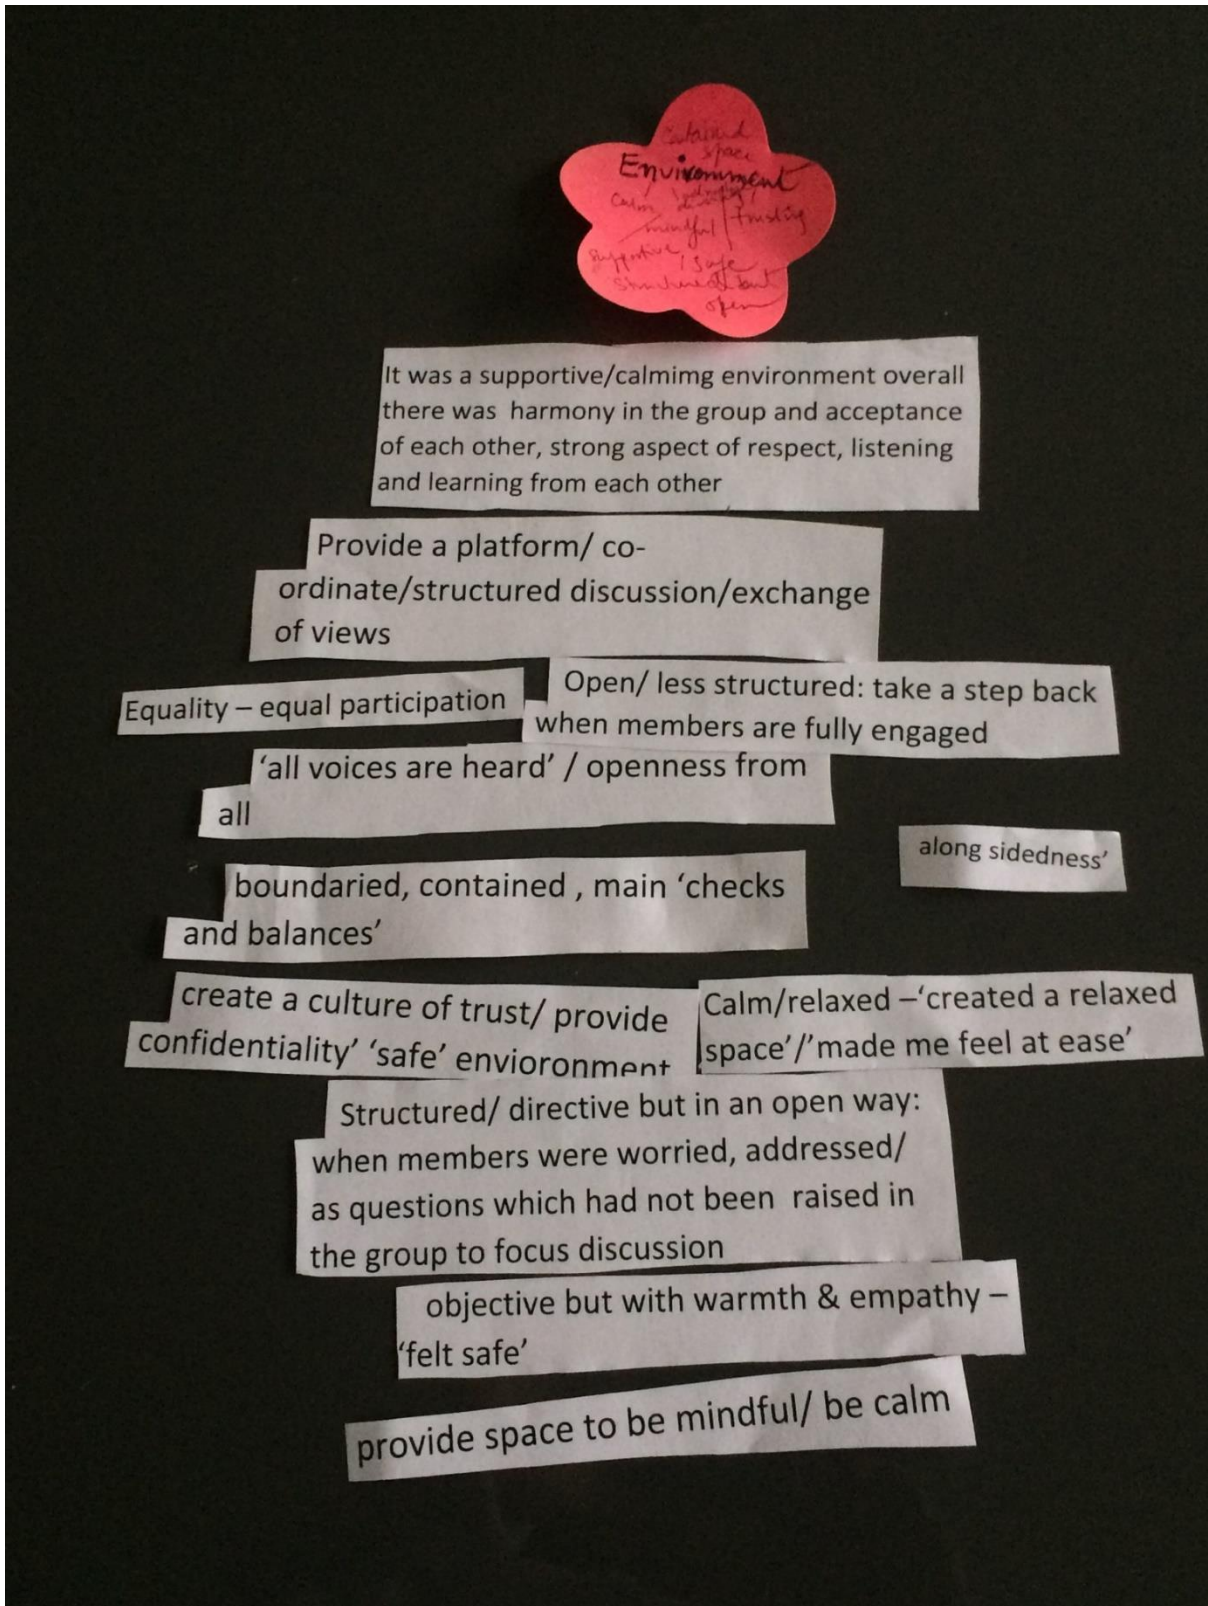 contained
space
Environment
Calm
mindful / trusting
supportive / safe
structured but
open
It was a supportive/calmimg environment overall
there was harmony in the group and acceptance
of each other, strong aspect of respect, listening
and learning from each other
Provide a platform/ co-
ordinate/structured discussion/exchange
of views
Equality – equal participation
Open/ less structured: take a step back
when members are fully engaged
‘all voices are heard’ / openness from
all
along sidedness’
boundaried, contained , main ‘checks
and balances’
create a culture of trust/ provide
confidentiality’ ‘safe’ envioronment
Calm/relaxed –‘created a relaxed
space’/’made me feel at ease’
Structured/ directive but in an open way:
when members were worried, addressed/
as questions which had not been raised in
the group to focus discussion
objective but with warmth & empathy –
‘felt safe’
provide space to be mindful/ be calm